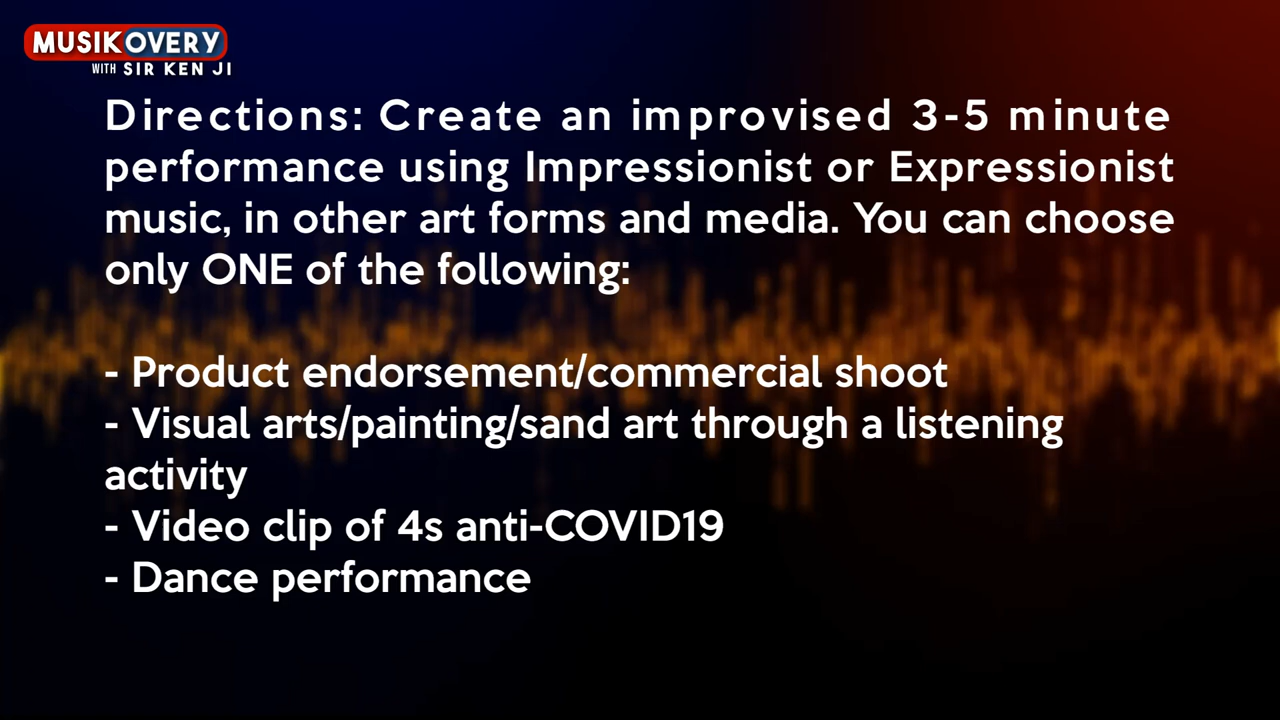 MUSIKOVERY
WITH SIR KEN JI
Directions: Create an improvised 3-5 minute
performance using Impressionist or Expressionist
music, in other art forms and media. You can choose
only ONE of the following:
- Product endorsement/commercial shoot
- Visual arts/painting/sand art through a listening
activity
- Video clip of 4s anti-COVID19
- Dance performance